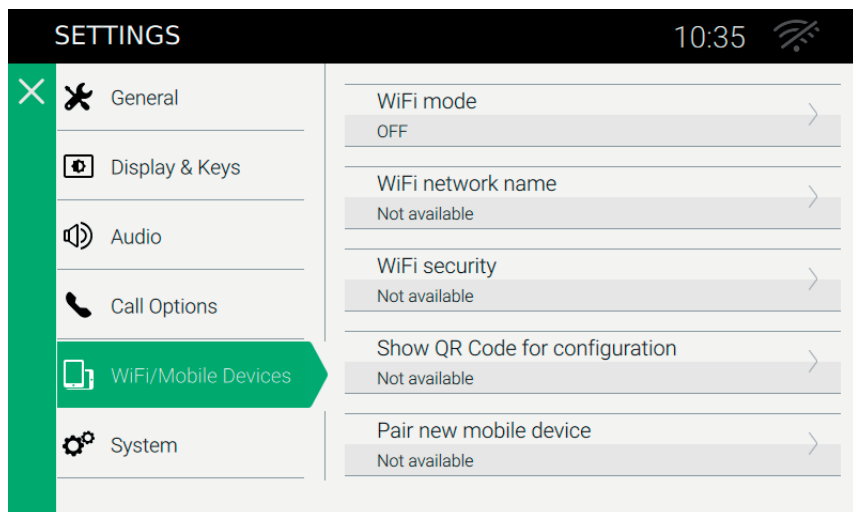 SETTINGS
10:35
General
Display & Keys
Audio
Call Options
WiFi/Mobile Devices
System
WiFi mode
OFF
WiFi network name
Not available
WiFi security
Not available
Show QR Code for configuration
Not available
Pair new mobile device
Not available